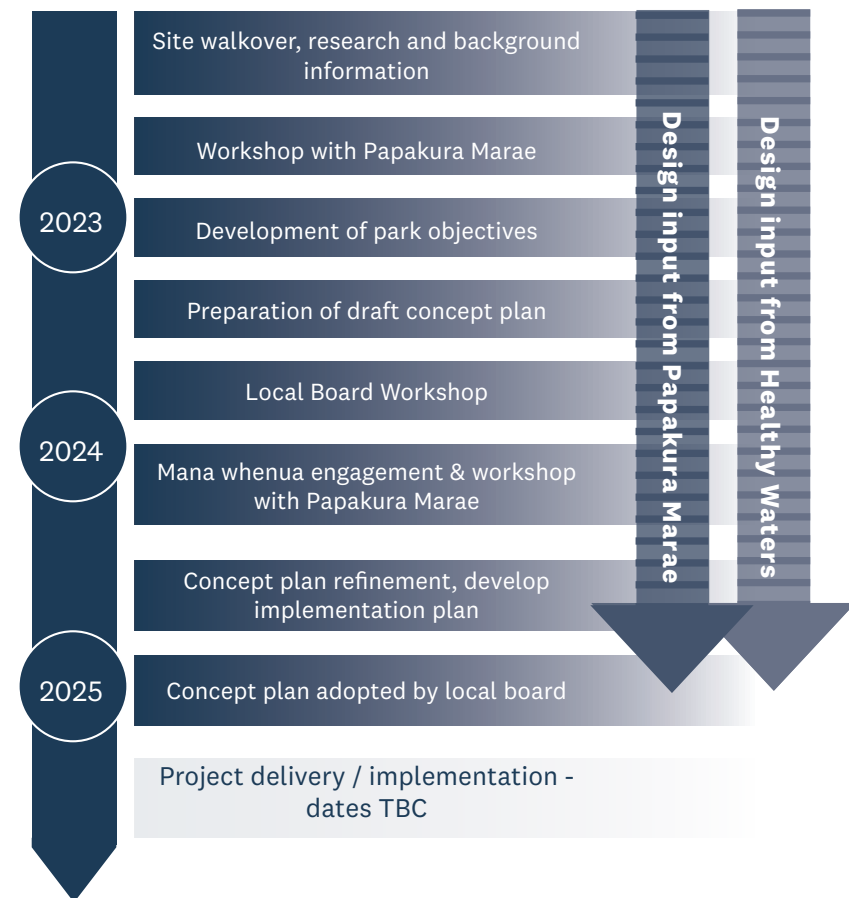 Site walkover, research and background
information
Workshop with Papakura Marae
2023
Development of park objectives
Preparation of draft concept plan
Local Board Workshop
2024
Mana whenua engagement & workshop
with Papakura Marae
Concept plan refinement, develop
implementation plan
2025
Concept plan adopted by local board
Project delivery / implementation -
dates TBC
Design input from Papakura Marae
Design input from Healthy Waters